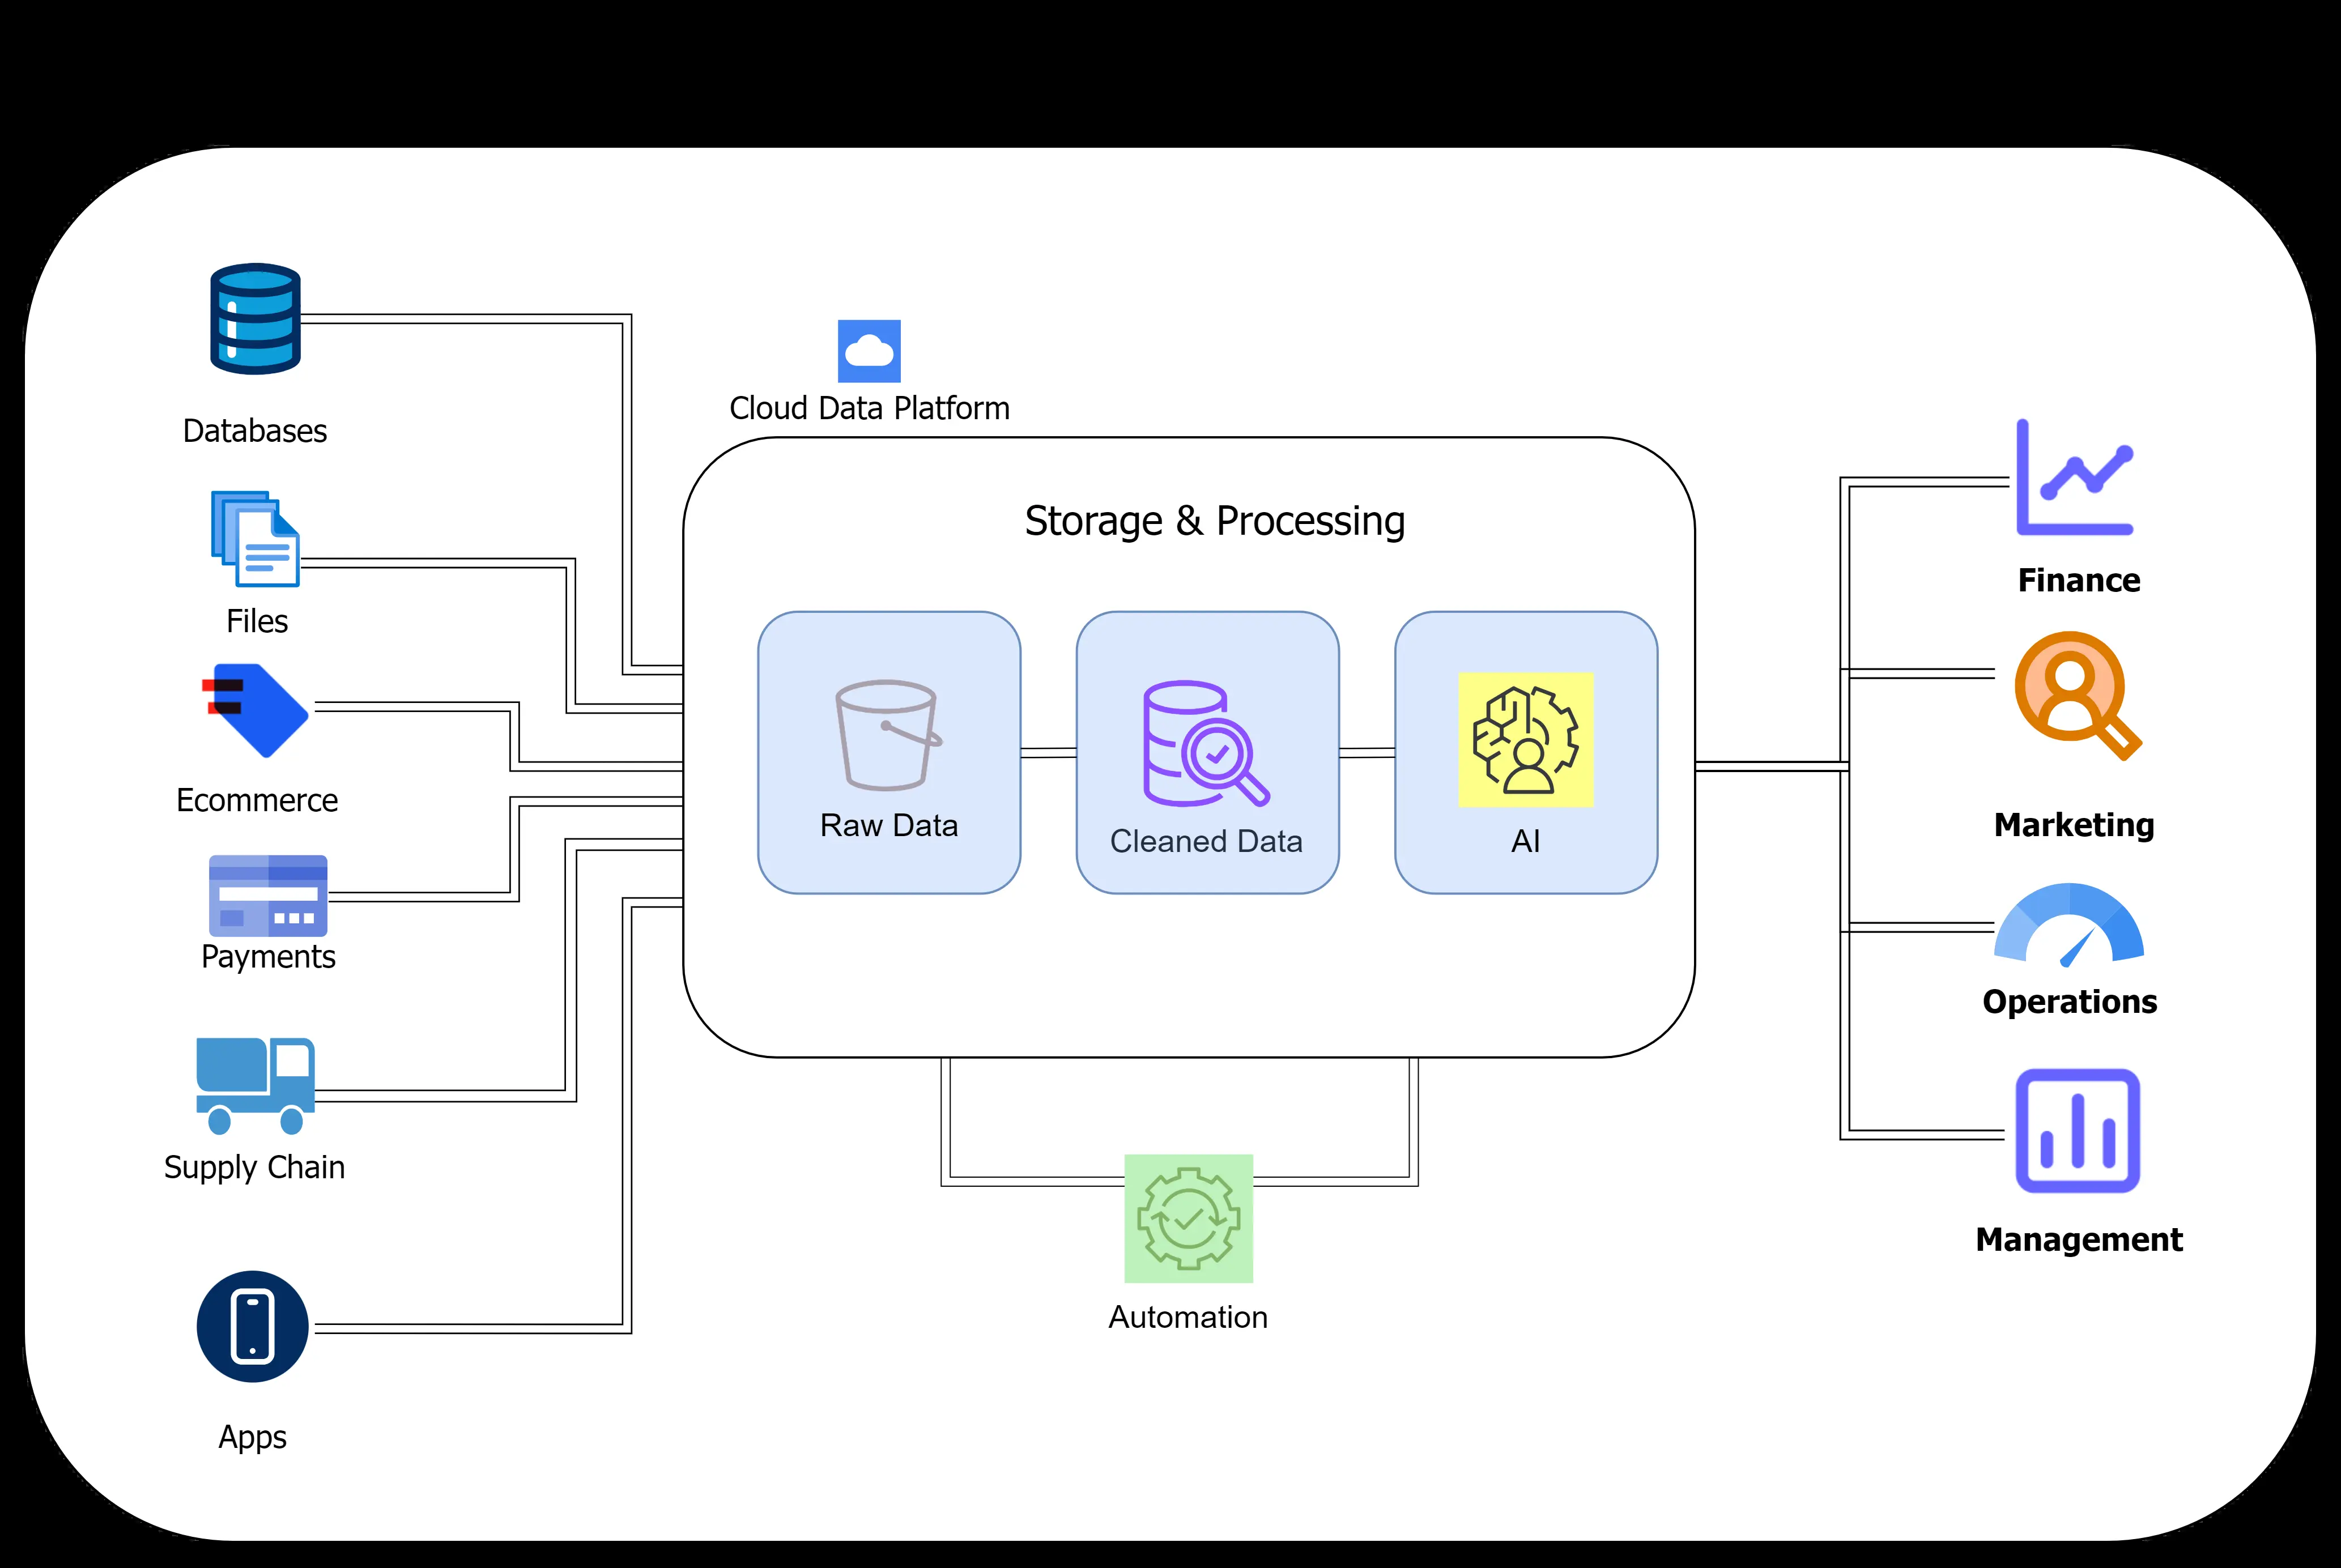 Databases
Files
Ecommerce
Payments
Supply Chain
Apps
Cloud Data Platform
Storage & Processing
Raw Data
Cleaned Data
AI
Automation
Finance
Marketing
Operations
Management